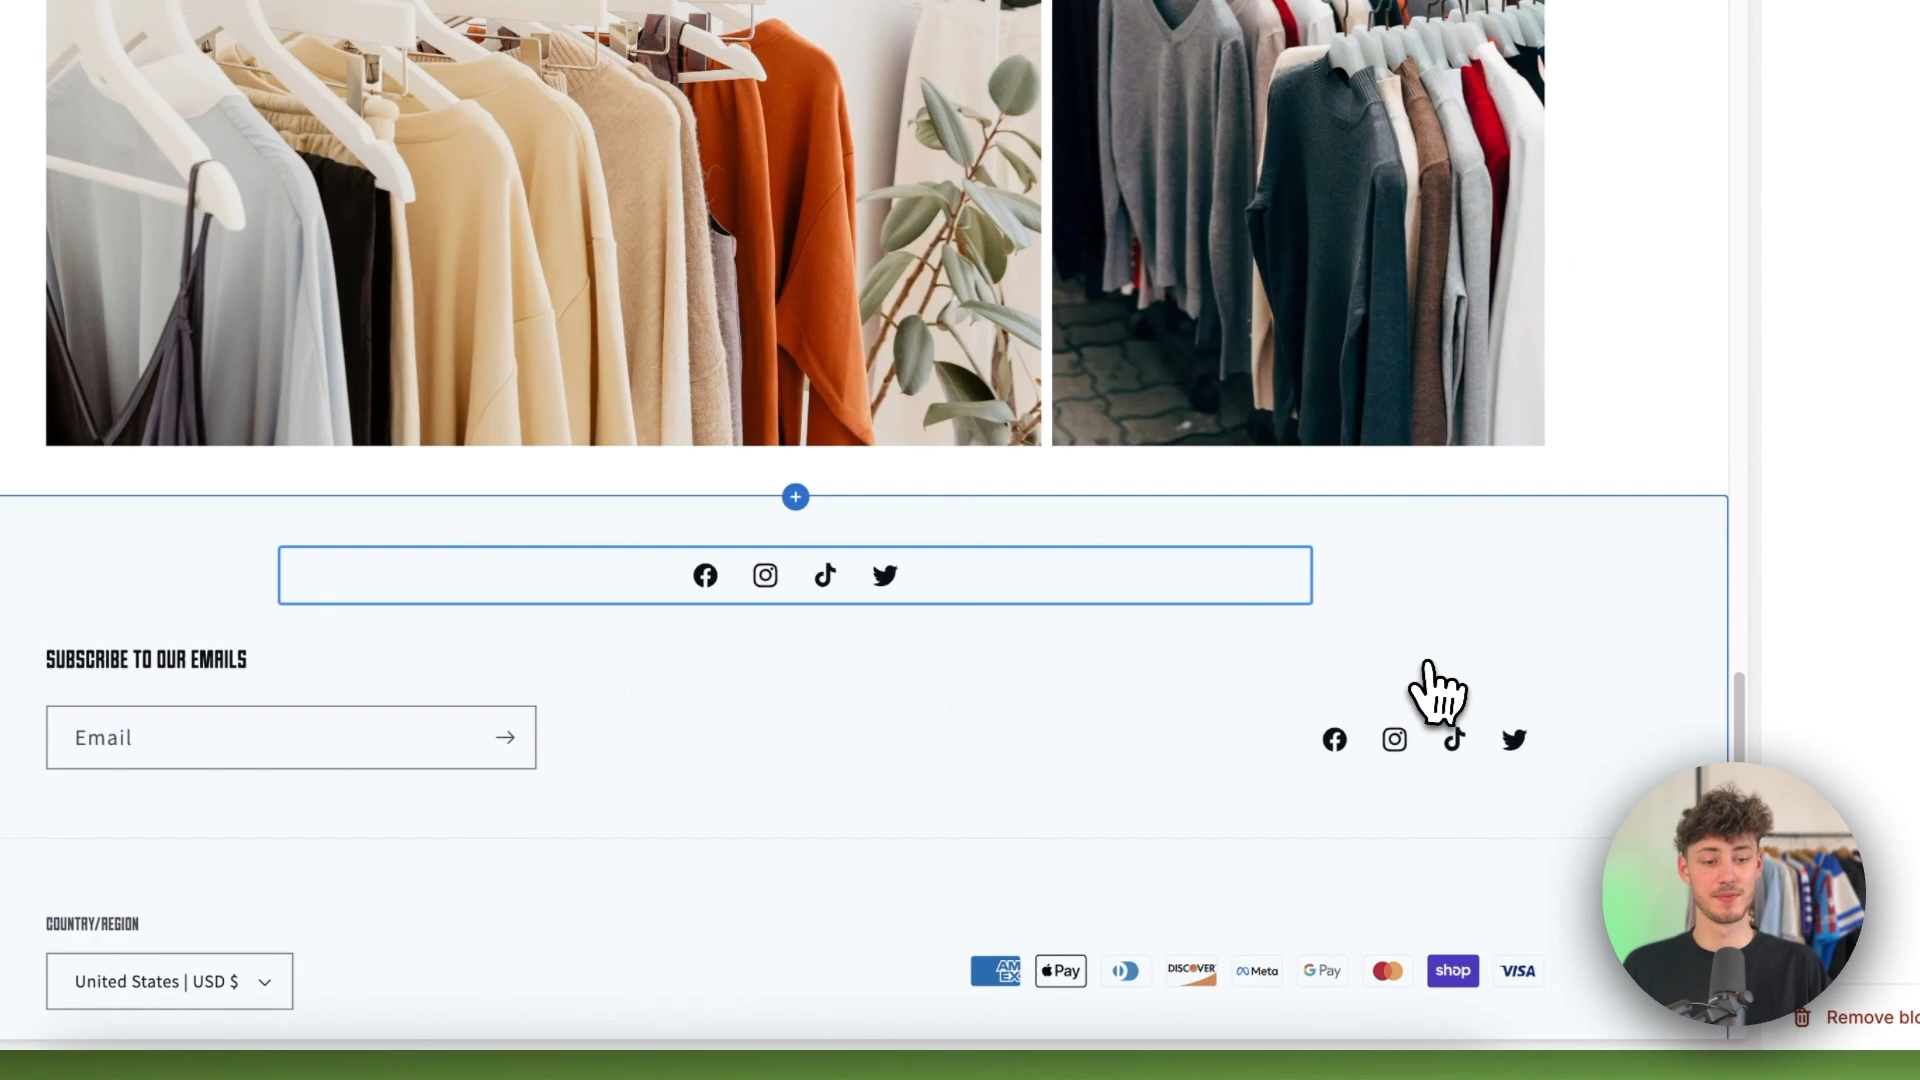 SUBSCRIBE TO OUR EMAILS
Email
COUNTRY/REGION
United States | USD $
AM EX
Pay
DISCOVER
Meta
G Pay
shop
VISA
Remove blo